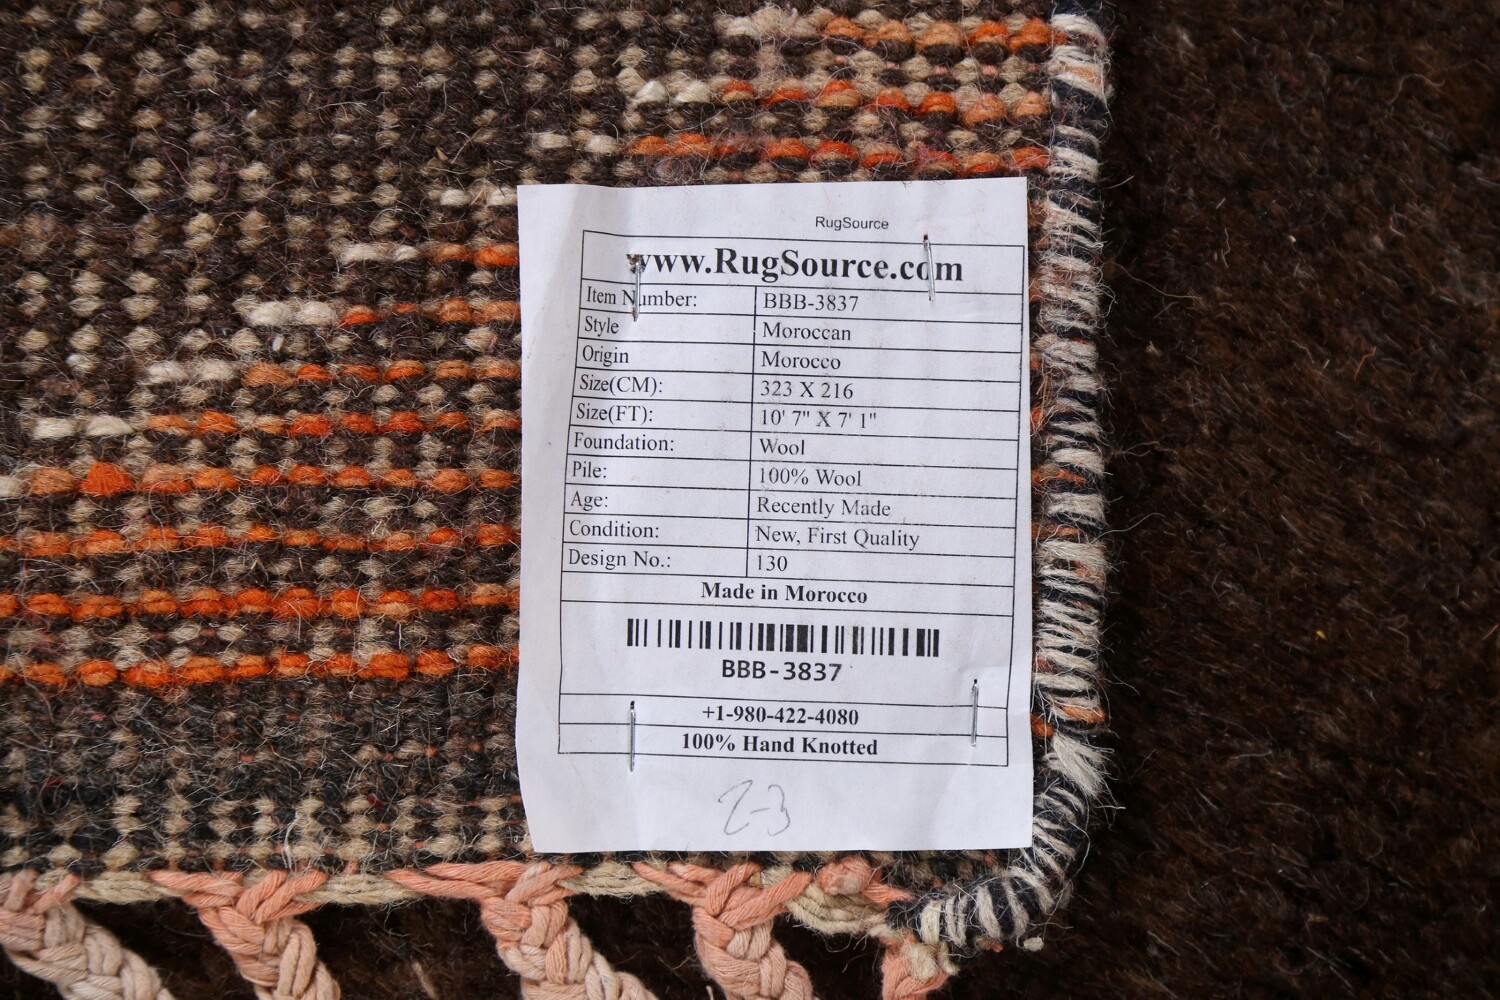 RugSource
www.RugSource.com
Item Number: BBB-3837
Style Moroccan
Origin Morocco
Size(CM): 323 X 216
Size(FT): 10' 7" X 7' 1"
Foundation: Wool
Pile: 100% Wool
Age: Recently Made
Condition: New, First Quality
Design No.: 130
Made in Morocco
BBB-3837
+1-980-422-4080
100% Hand Knotted